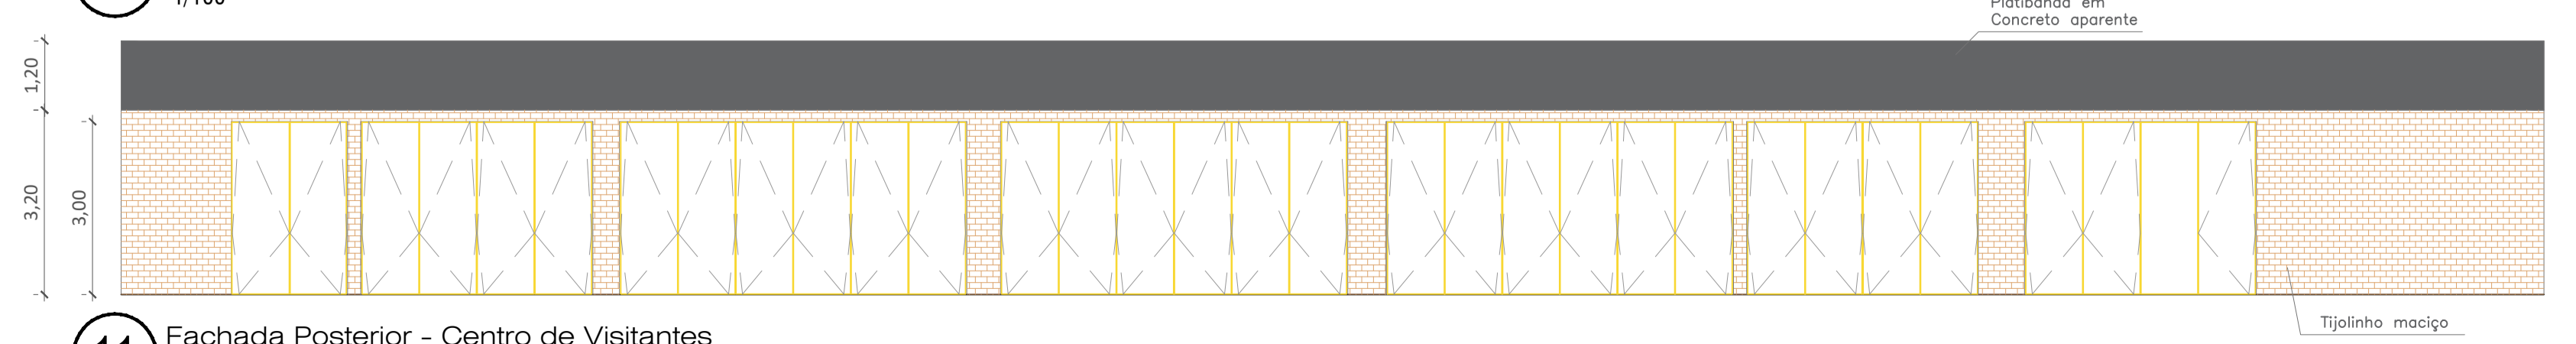 1/100
Platibanda em
Concreto aparente
1,20
3,20
3,00
Tijolinho maciço
11
Fachada Posterior - Centro de Visitantes